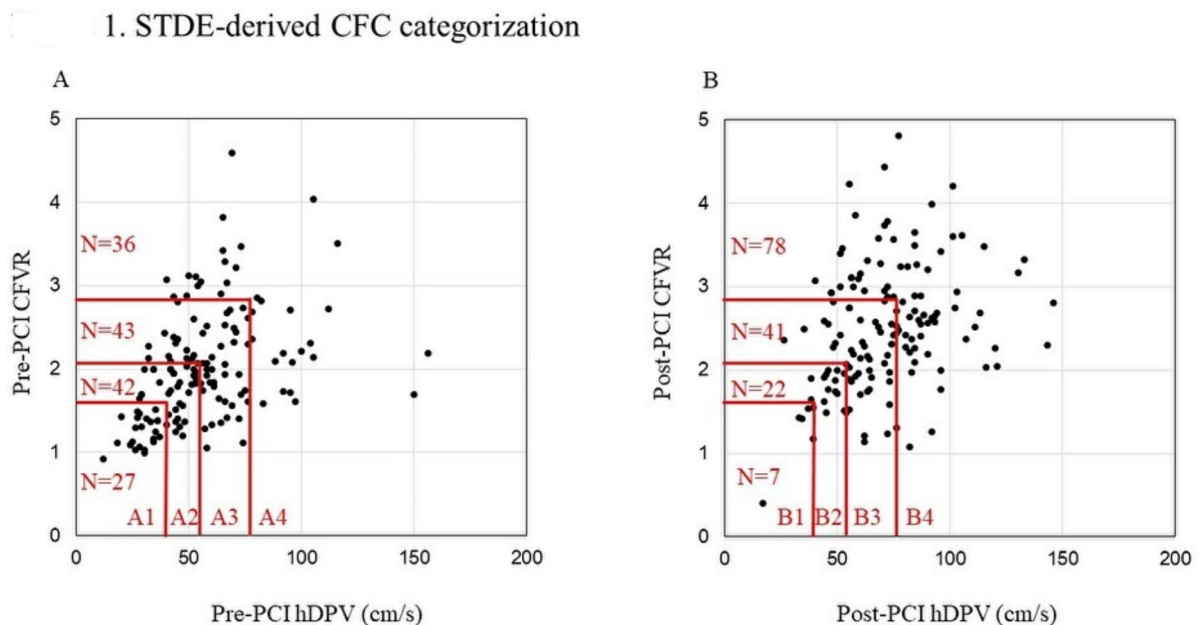 1. STDE-derived CFC categorization
A
5
4
3
2
1
0
0
50
100
150
200
N=36
N=43
N=42
N=27
A1
A2
A3
A4
Pre-PCI CFVR
Pre-PCI hDPV (cm/s)
B
5
4
3
2
1
0
0
50
100
150
200
N=78
N=41
N=22
N=7
B1
B2
B3
B4
Post-PCI CFVR
Post-PCI hDPV (cm/s)